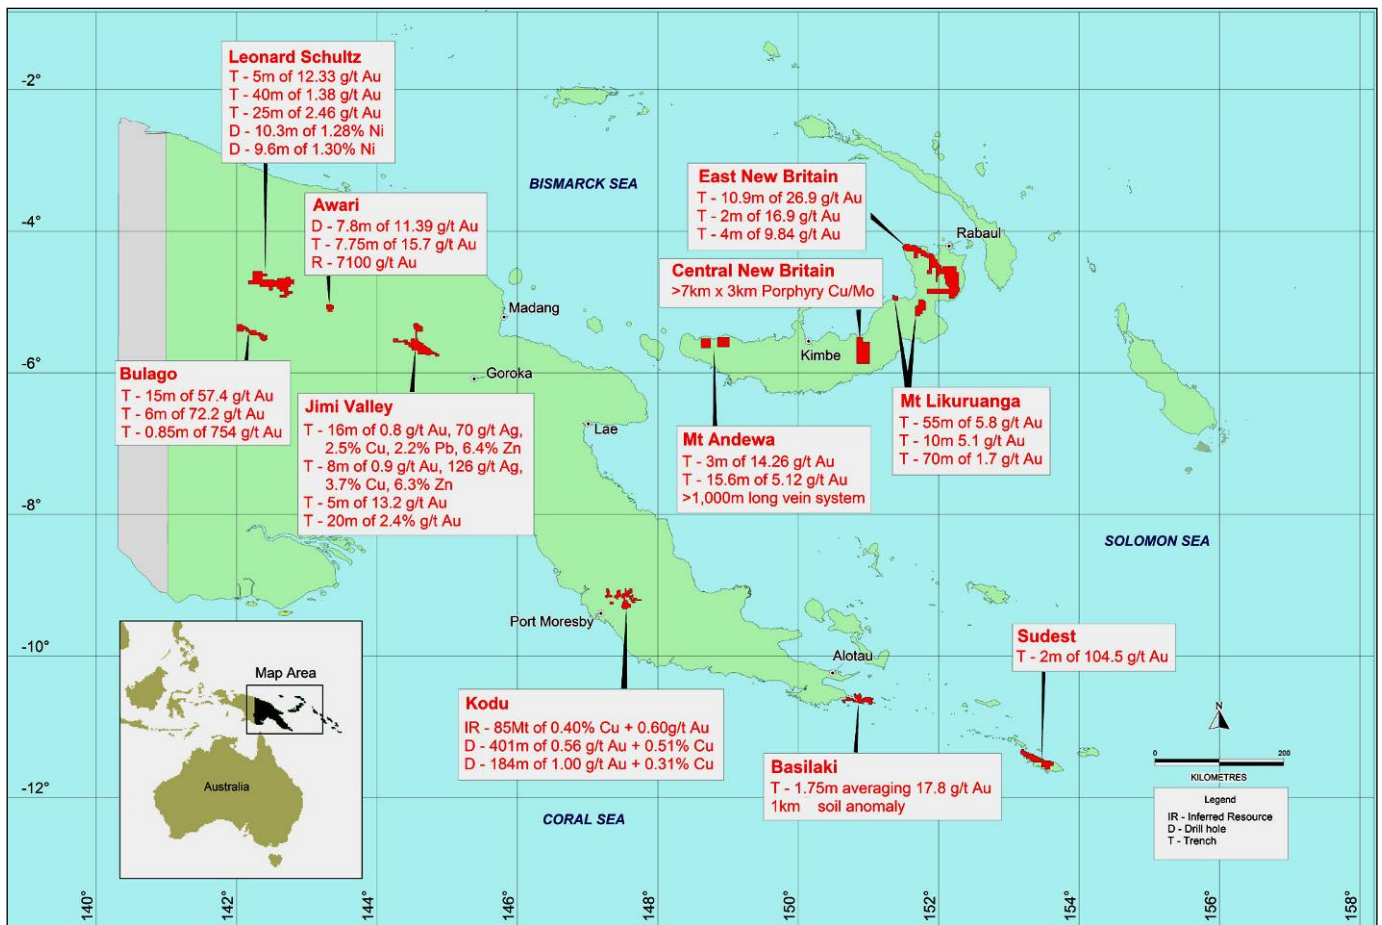 Leonard Schultz
T - 5m of 12.33 g/t Au
T - 40m of 1.38 g/t Au
T - 25m of 2.46 g/t Au
D - 10.3m of 1.28% Ni
D - 9.6m of 1.30% Ni
-2°
BISMARCK SEA
East New Britain
T - 10.9m of 26.9 g/t Au
T - 2m of 16.9 g/t Au
T - 4m of 9.84 g/t Au
Awari
D - 7.8m of 11.39 g/t Au
T - 7.75m of 15.7 g/t Au
R - 7100 g/t Au
-4°
Rabaul
Central New Britain
>7km x 3km Porphyry Cu/Mo
Madang
Kimbe
-6°
Goroka
Bulago
T - 15m of 57.4 g/t Au
T - 6m of 72.2 g/t Au
T - 0.85m of 754 g/t Au
Jimi Valley
T - 16m of 0.8 g/t Au, 70 g/t Ag,
2.5% Cu, 2.2% Pb, 6.4% Zn
T - 8m of 0.9 g/t Au, 126 g/t Ag,
3.7% Cu, 6.3% Zn
T - 5m of 13.2 g/t Au
T - 20m of 2.4% g/t Au
Lae
Mt Andewa
T - 3m of 14.26 g/t Au
T - 15.6m of 5.12 g/t Au
>1,000m long vein system
Mt Likuruanga
T - 55m of 5.8 g/t Au
T - 10m 5.1 g/t Au
T - 70m of 1.7 g/t Au
-8°
SOLOMON SEA
Port Moresby
-10°
Alotau
Sudest
T - 2m of 104.5 g/t Au
Map Area
Australia
Kodu
IR - 85Mt of 0.40% Cu + 0.60g/t Au
D - 401m of 0.56 g/t Au + 0.51% Cu
D - 184m of 1.00 g/t Au + 0.31% Cu
Basilaki
T - 1.75m averaging 17.8 g/t Au
1km soil anomaly
N
0 200
KILOMETRES
Legend
IR - Inferred Resource
D - Drill hole
T - Trench
-12°
CORAL SEA
140° 142° 144° 146° 148° 150° 152° 154° 156° 158°